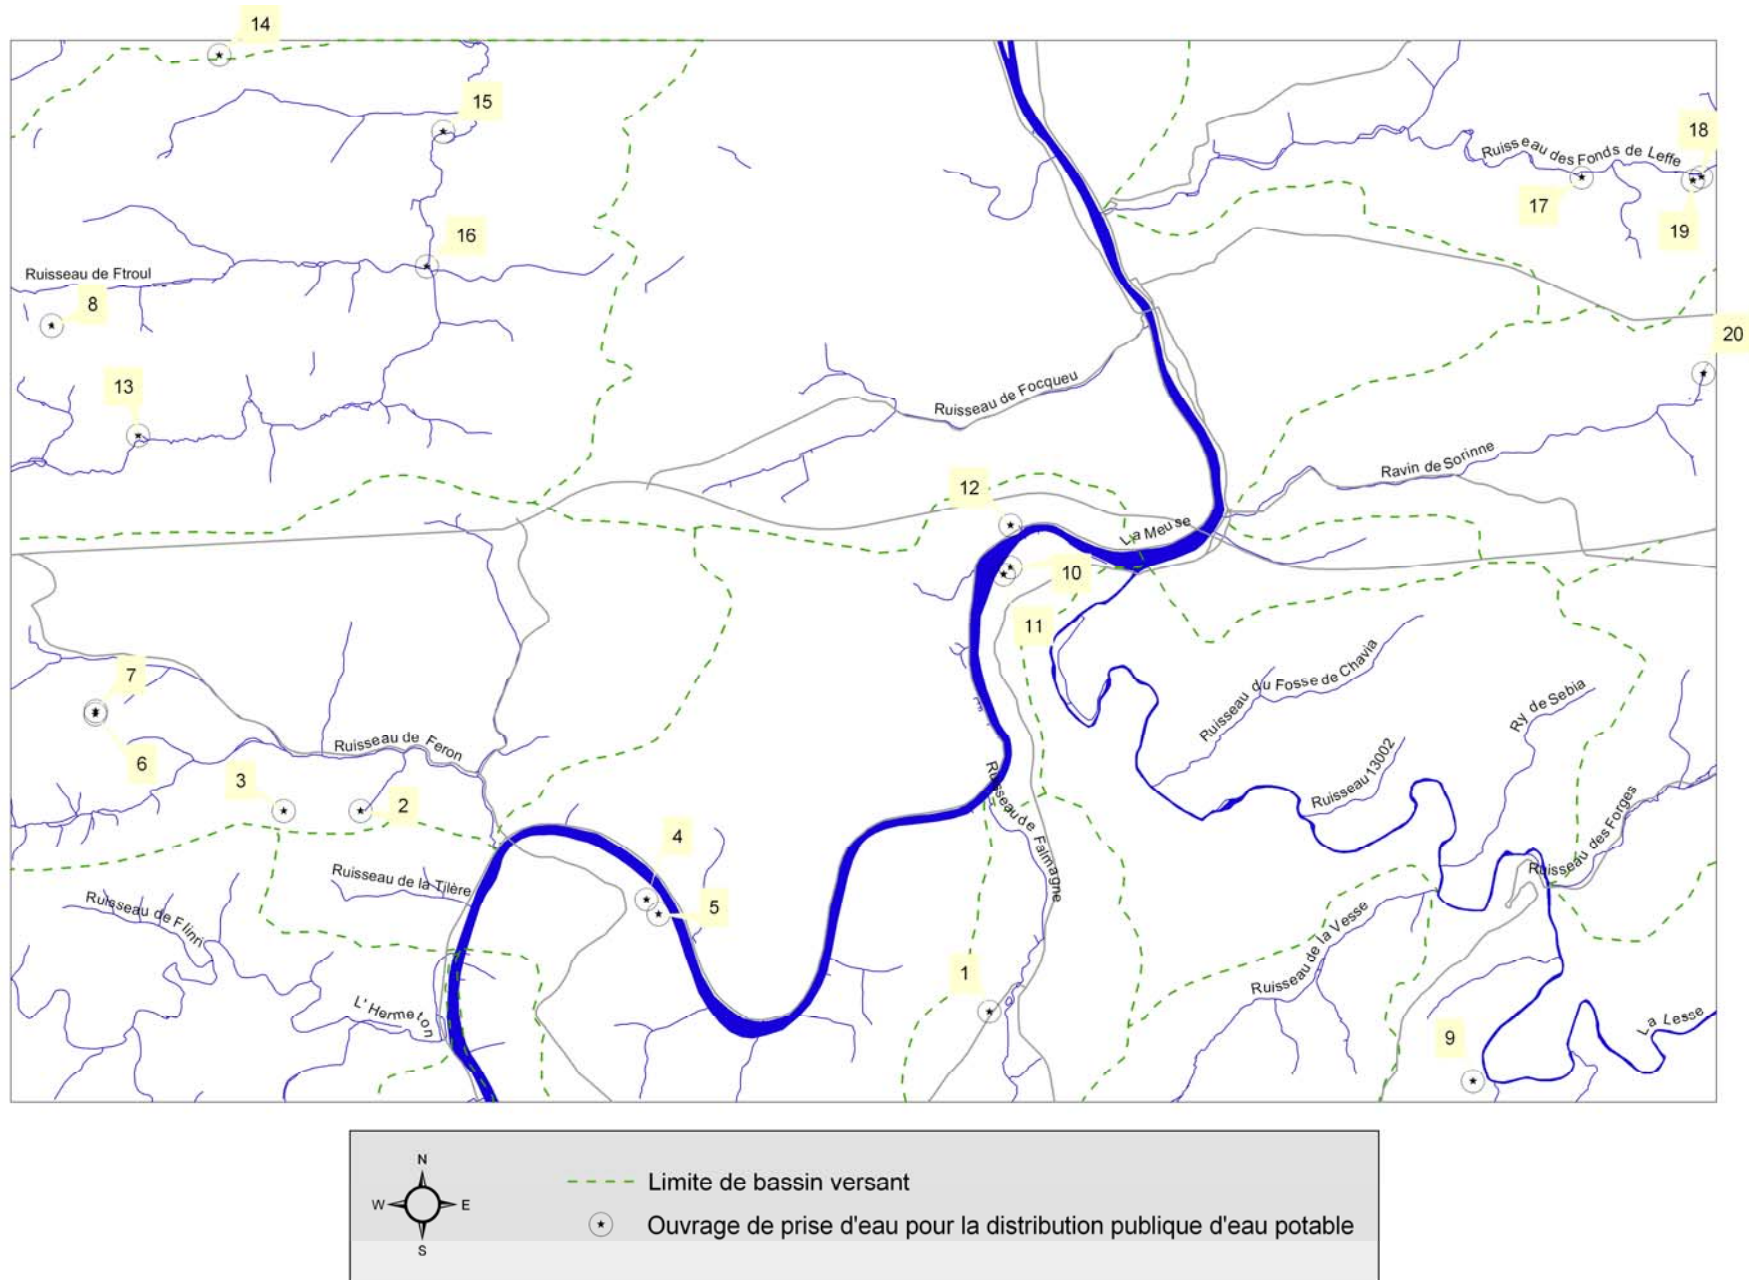 14
15
18
Ruisseau des Fonds de Leffe
17
19
16
Ruisseau de Ftroul
8
20
13
Ruisseau de Focqueu
Ravin de Sorinne
12
La Meuse
10
11
7
Ruisseau du Fosse de Chavia
Ry de Sebia
6
Ruisseau de Feron
3
2
Ruisseau 13002
Ruisseau de Falmagne
4
Ruisseau des Forges
Ruisseau de la Tilère
5
Ruisseau de Flinri
Ruisseau de la Vesse
1
L' Hermeton
La Lesse
9
N
W
E
S
Limite de bassin versant
Ouvrage de prise d'eau pour la distribution publique d'eau potable